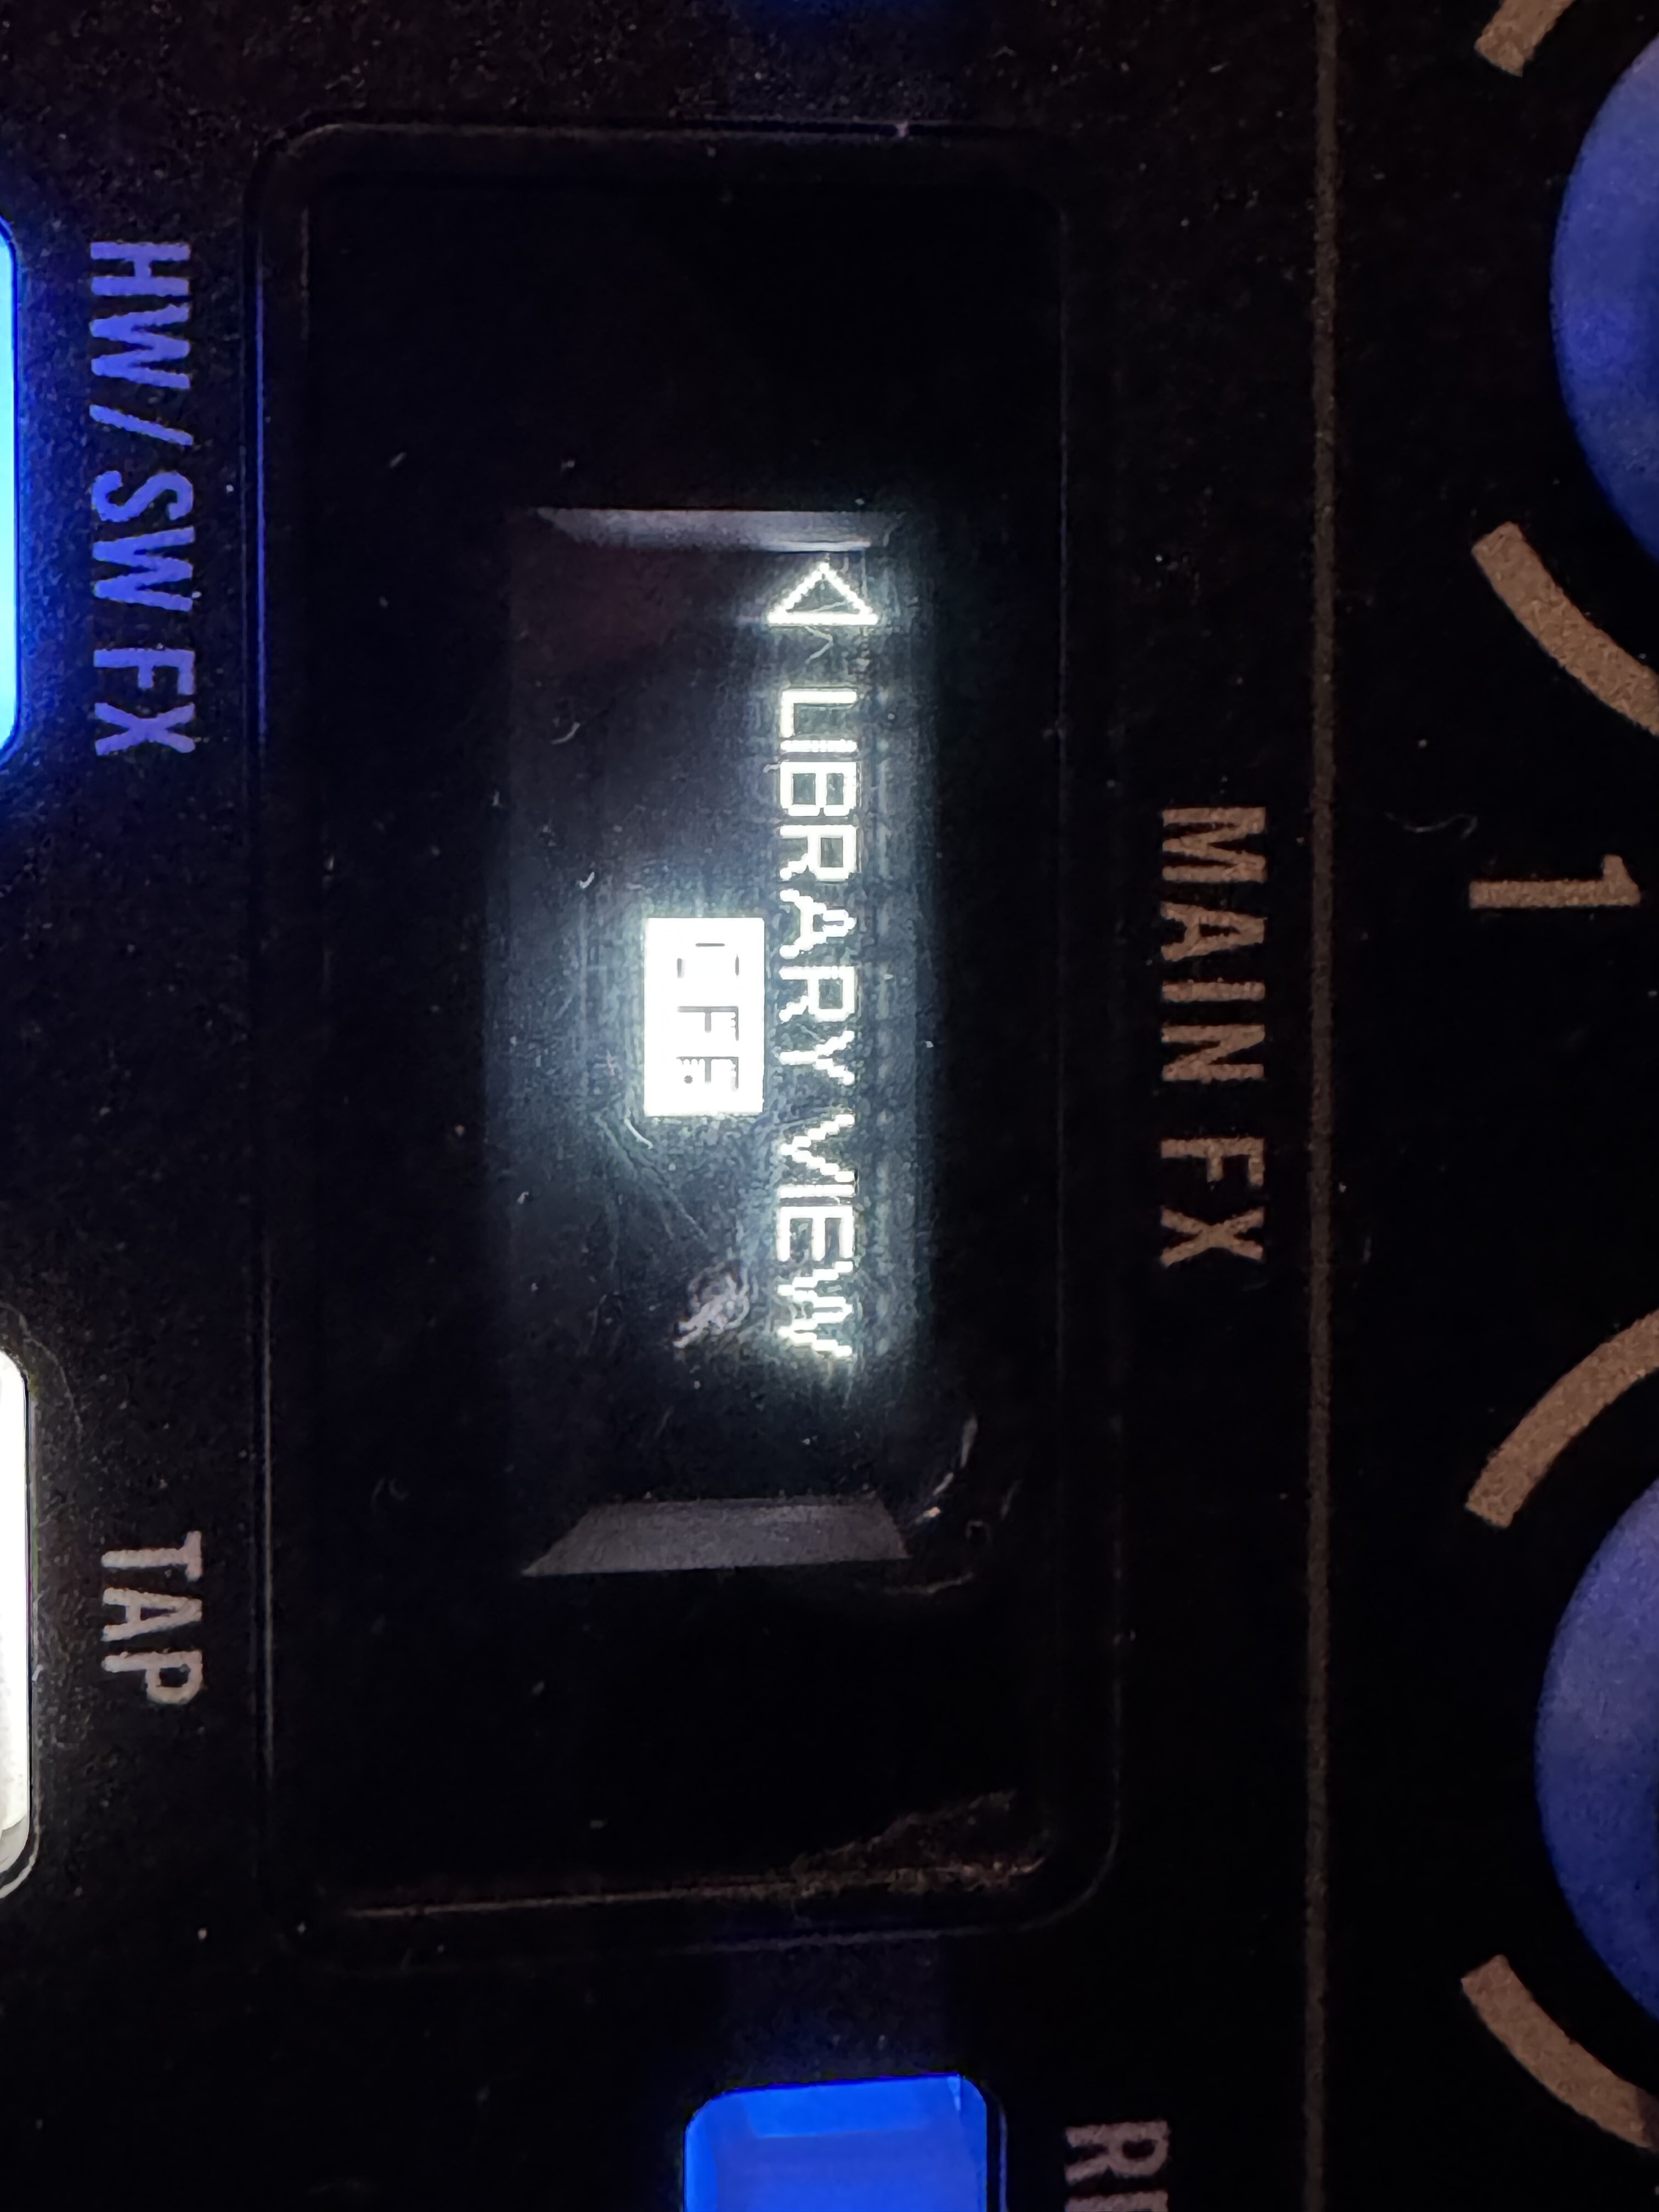 1
MAIN FX
◁ LIBRARY VIEW
OFF
HW/SW FX
TAP